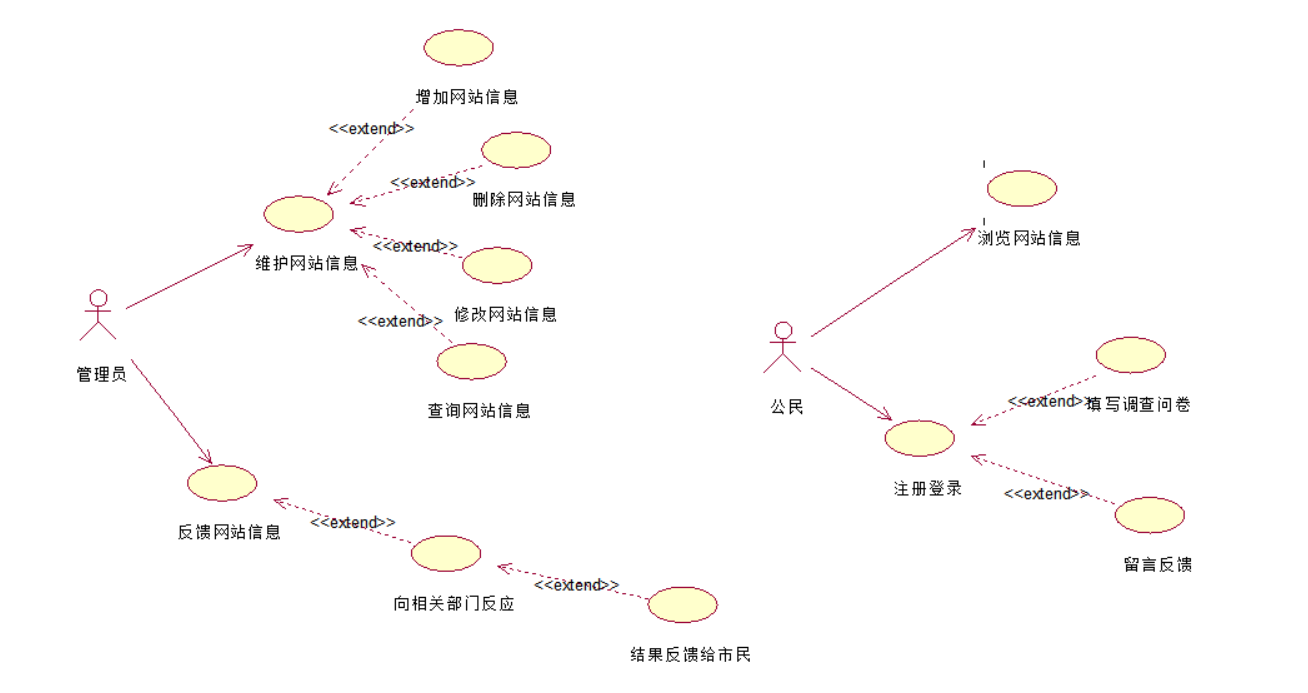 增加网站信息
<<extend>>
删除网站信息
<<extend>>
维护网站信息
<<extend>>
修改网站信息
<<extend>>
查询网站信息
管理员
反馈网站信息
<<extend>>
向相关部门反应
<<extend>>
结果反馈给市民
浏览网站信息
公民
<<extend>>
填写调查问卷
注册登录
<<extend>>
留言反馈